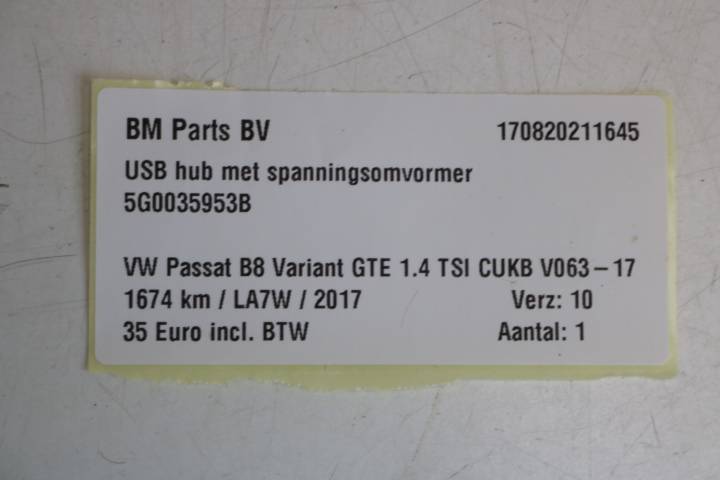 BM Parts BV 170820211645
USB hub met spanningsomvormer
5G0035953B
VW Passat B8 Variant GTE 1.4 TSI CUKB V063-17
1674 km / LA7W / 2017 Verz: 10
35 Euro incl. BTW Aantal: 1